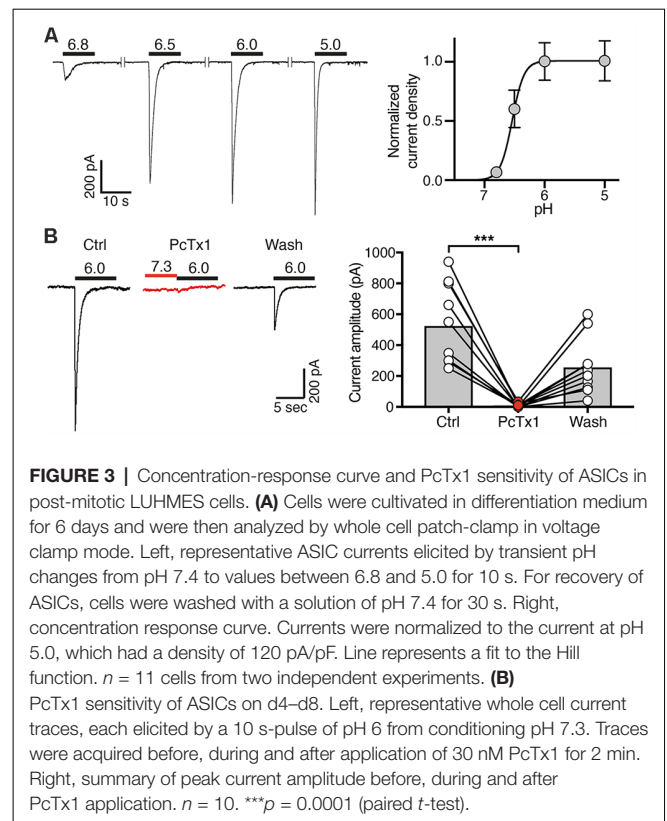 A
6.8 6.5 6.0 5.0
200 pA
10 s
Normalized
current density
1.0
0.5
0.0
7 6 5
pH
B
Ctrl PcTx1 Wash
6.0 7.3 6.0 6.0
200 pA
5 sec
***
Current amplitude (pA)
1000
800
600
400
200
0
Ctrl PcTx1 Wash
FIGURE 3 | Concentration-response curve and PcTx1 sensitivity of ASICs in
post-mitotic LUHMES cells. (A) Cells were cultivated in differentiation medium
for 6 days and were then analyzed by whole cell patch-clamp in voltage
clamp mode. Left, representative ASIC currents elicited by transient pH
changes from pH 7.4 to values between 6.8 and 5.0 for 10 s. For recovery of
ASICs, cells were washed with a solution of pH 7.4 for 30 s. Right,
concentration response curve. Currents were normalized to the current at pH
5.0, which had a density of 120 pA/pF. Line represents a fit to the Hill
function. n = 11 cells from two independent experiments. (B)
PcTx1 sensitivity of ASICs on d4–d8. Left, representative whole cell current
traces, each elicited by a 10 s-pulse of pH 6 from conditioning pH 7.3. Traces
were acquired before, during and after application of 30 nM PcTx1 for 2 min.
Right, summary of peak current amplitude before, during and after
PcTx1 application. n = 10. ***p = 0.0001 (paired t-test).